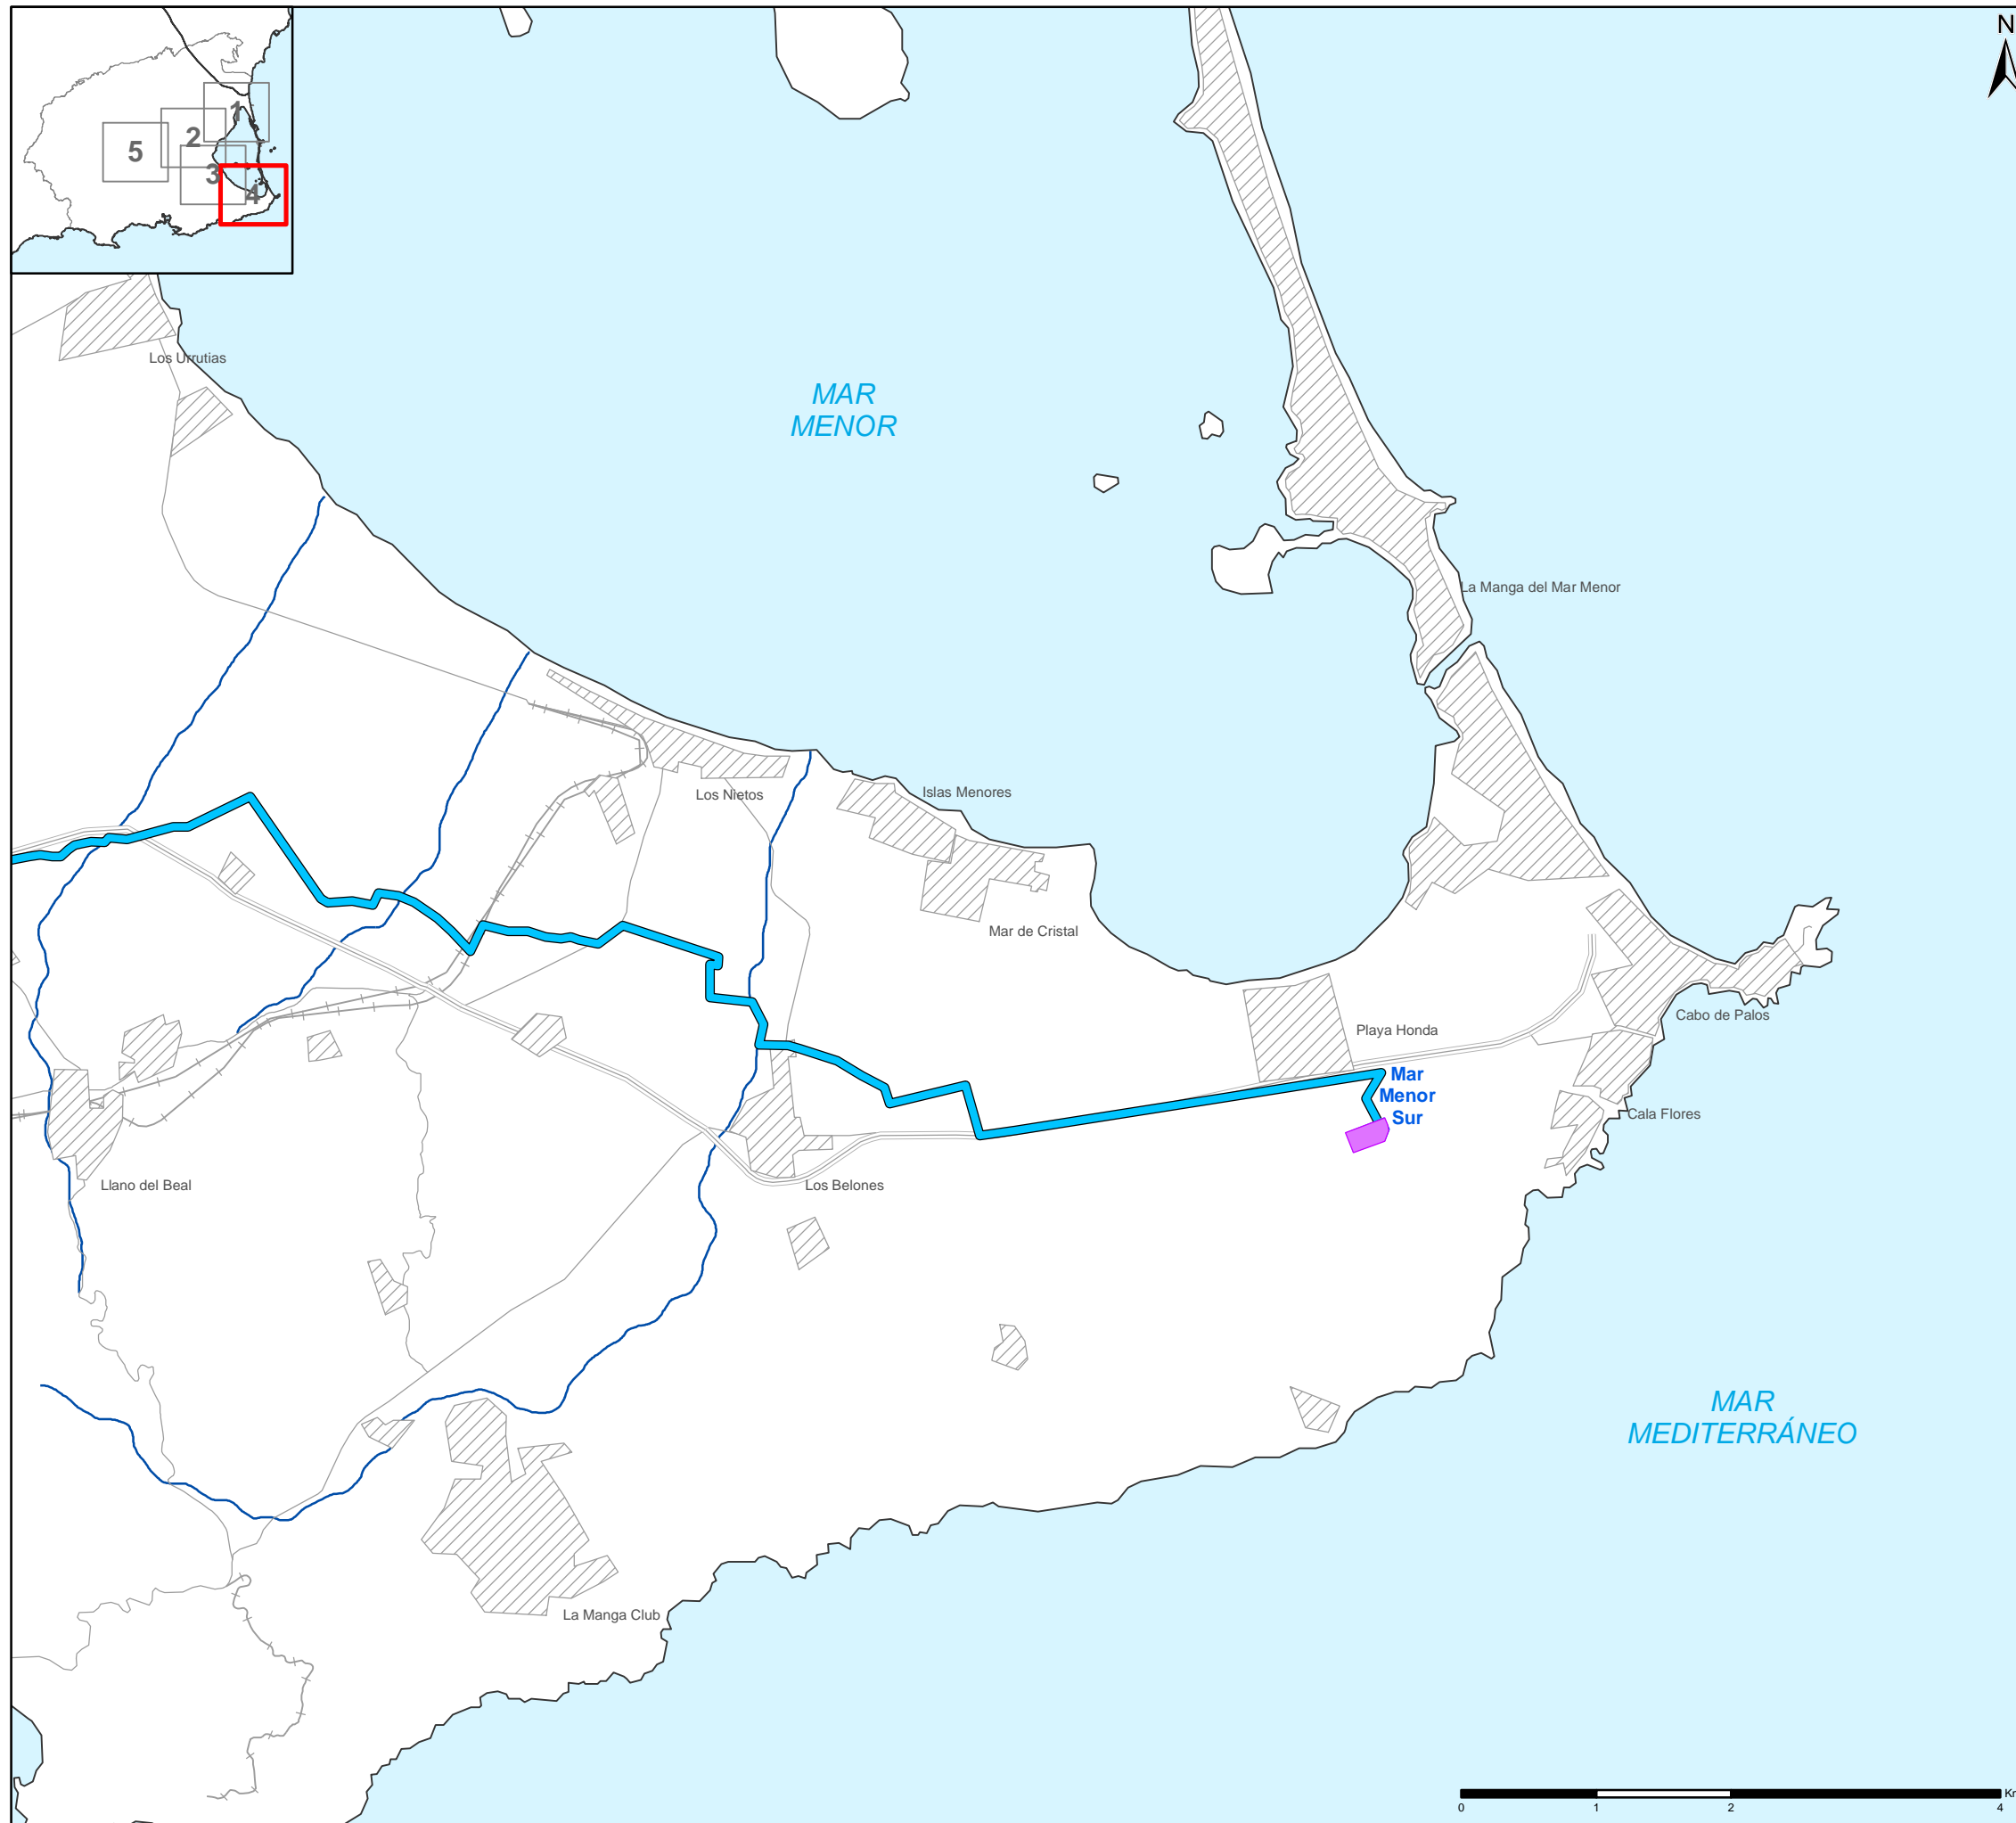 N
1
2
5
3
4
Los Urrutias
MAR
MENOR
La Manga del Mar Menor
Los Nietos
Islas Menores
Mar de Cristal
Playa Honda
Cabo de Palos
Mar
Menor
Sur
Cala Flores
Llano del Beal
Los Belones
MAR
MEDITERRÁNEO
La Manga Club
0 1 2 4